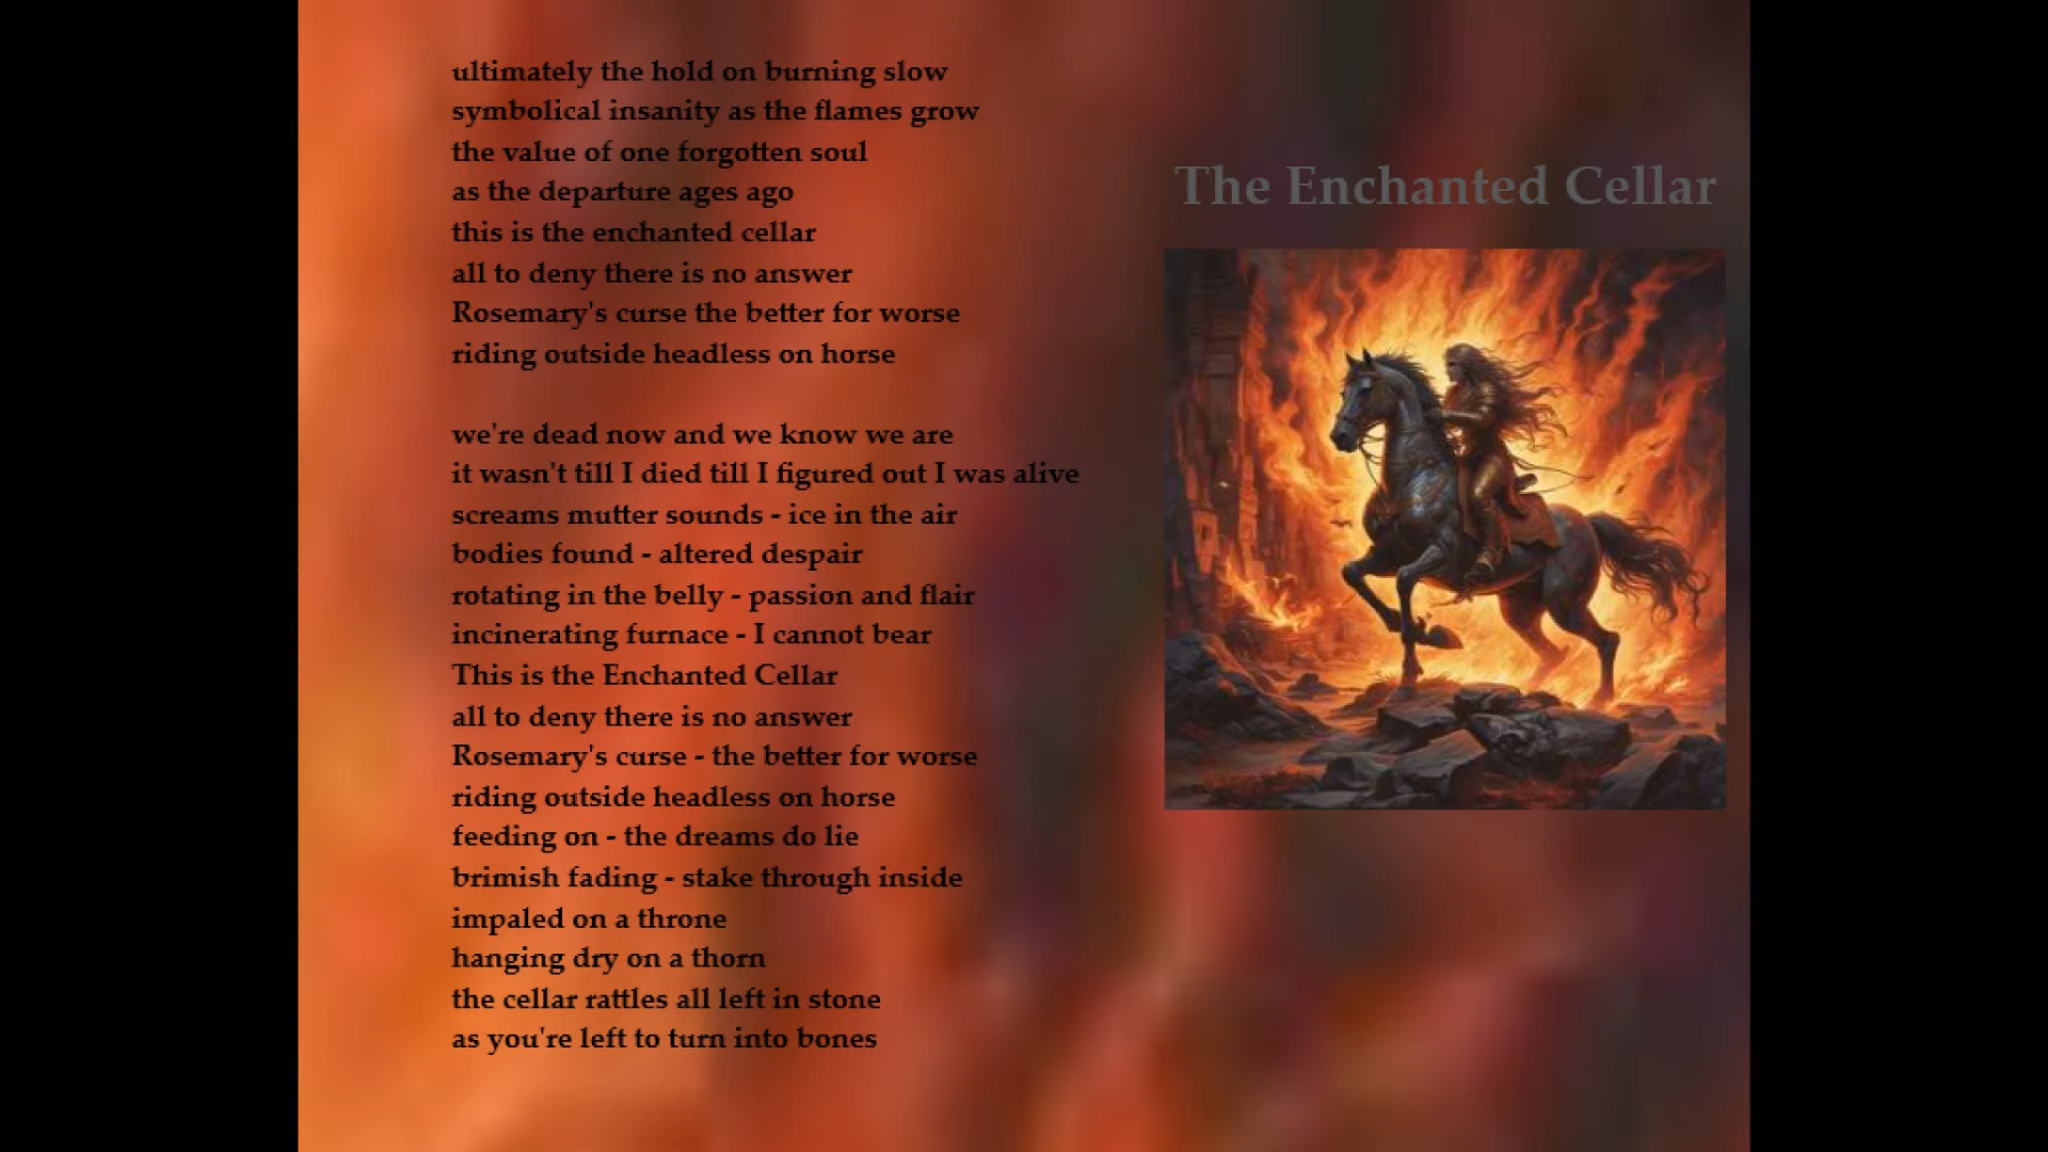 ultimately the hold on burning slow
symbolical insanity as the flames grow
the value of one forgotten soul
as the departure ages ago
this is the enchanted cellar
all to deny there is no answer
Rosemary's curse the better for worse
riding outside headless on horse
we're dead now and we know we are
it wasn't till I died till I figured out I was alive
screams mutter sounds - ice in the air
bodies found - altered despair
rotating in the belly - passion and flair
incinerating furnace - I cannot bear
This is the Enchanted Cellar
all to deny there is no answer
Rosemary's curse - the better for worse
riding outside headless on horse
feeding on - the dreams do lie
brimish fading - stake through inside
impaled on a throne
hanging dry on a thorn
the cellar rattles all left in stone
as you're left to turn into bones
The Enchanted Cellar